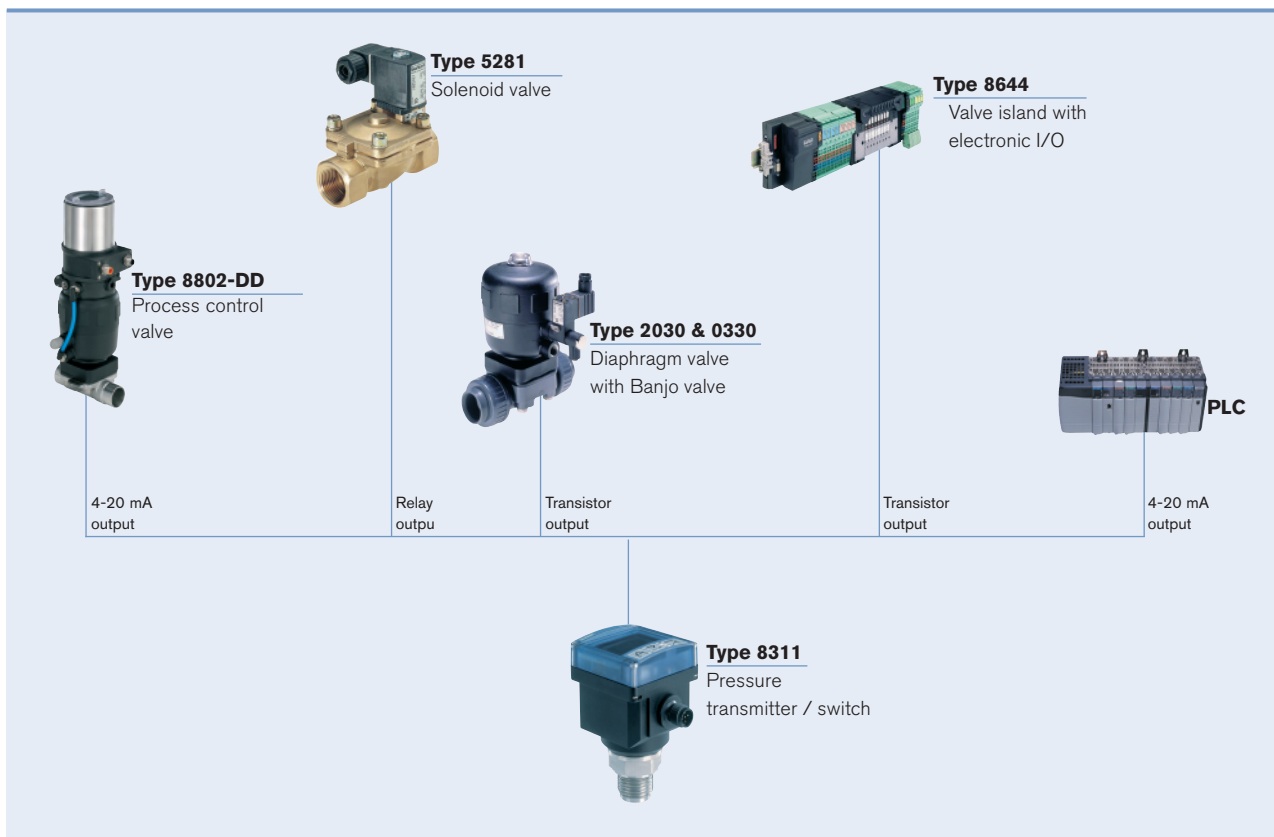 Type 5281
Solenoid valve
Type 8644
Valve island with
electronic I/O
Type 8802-DD
Process control
valve
Type 2030 & 0330
Diaphragm valve
with Banjo valve
PLC
4-20 mA
output
Relay
outpu
Transistor
output
Transistor
output
4-20 mA
output
Type 8311
Pressure
transmitter / switch